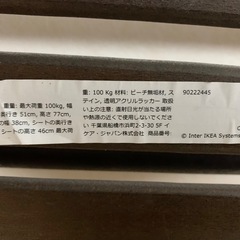 重: 100 Kg 材料: ビーチ無垢材, ス
テイン, 透明アクリルラッカー 取扱
い上の注意: 直射日光が当たる場所
や熱源の近くで使用しないでくださ
い 千葉県船橋市浜町2-3-30 5F イ
ケア・ジャパン株式会社 商品番号:
90222445
© Inter IKEA Systems
重量: 最大荷重 100kg, 幅
奥行き 51cm, 高さ 77cm,
の幅 38cm, シートの奥行き
シートの高さ 46cm 最大荷